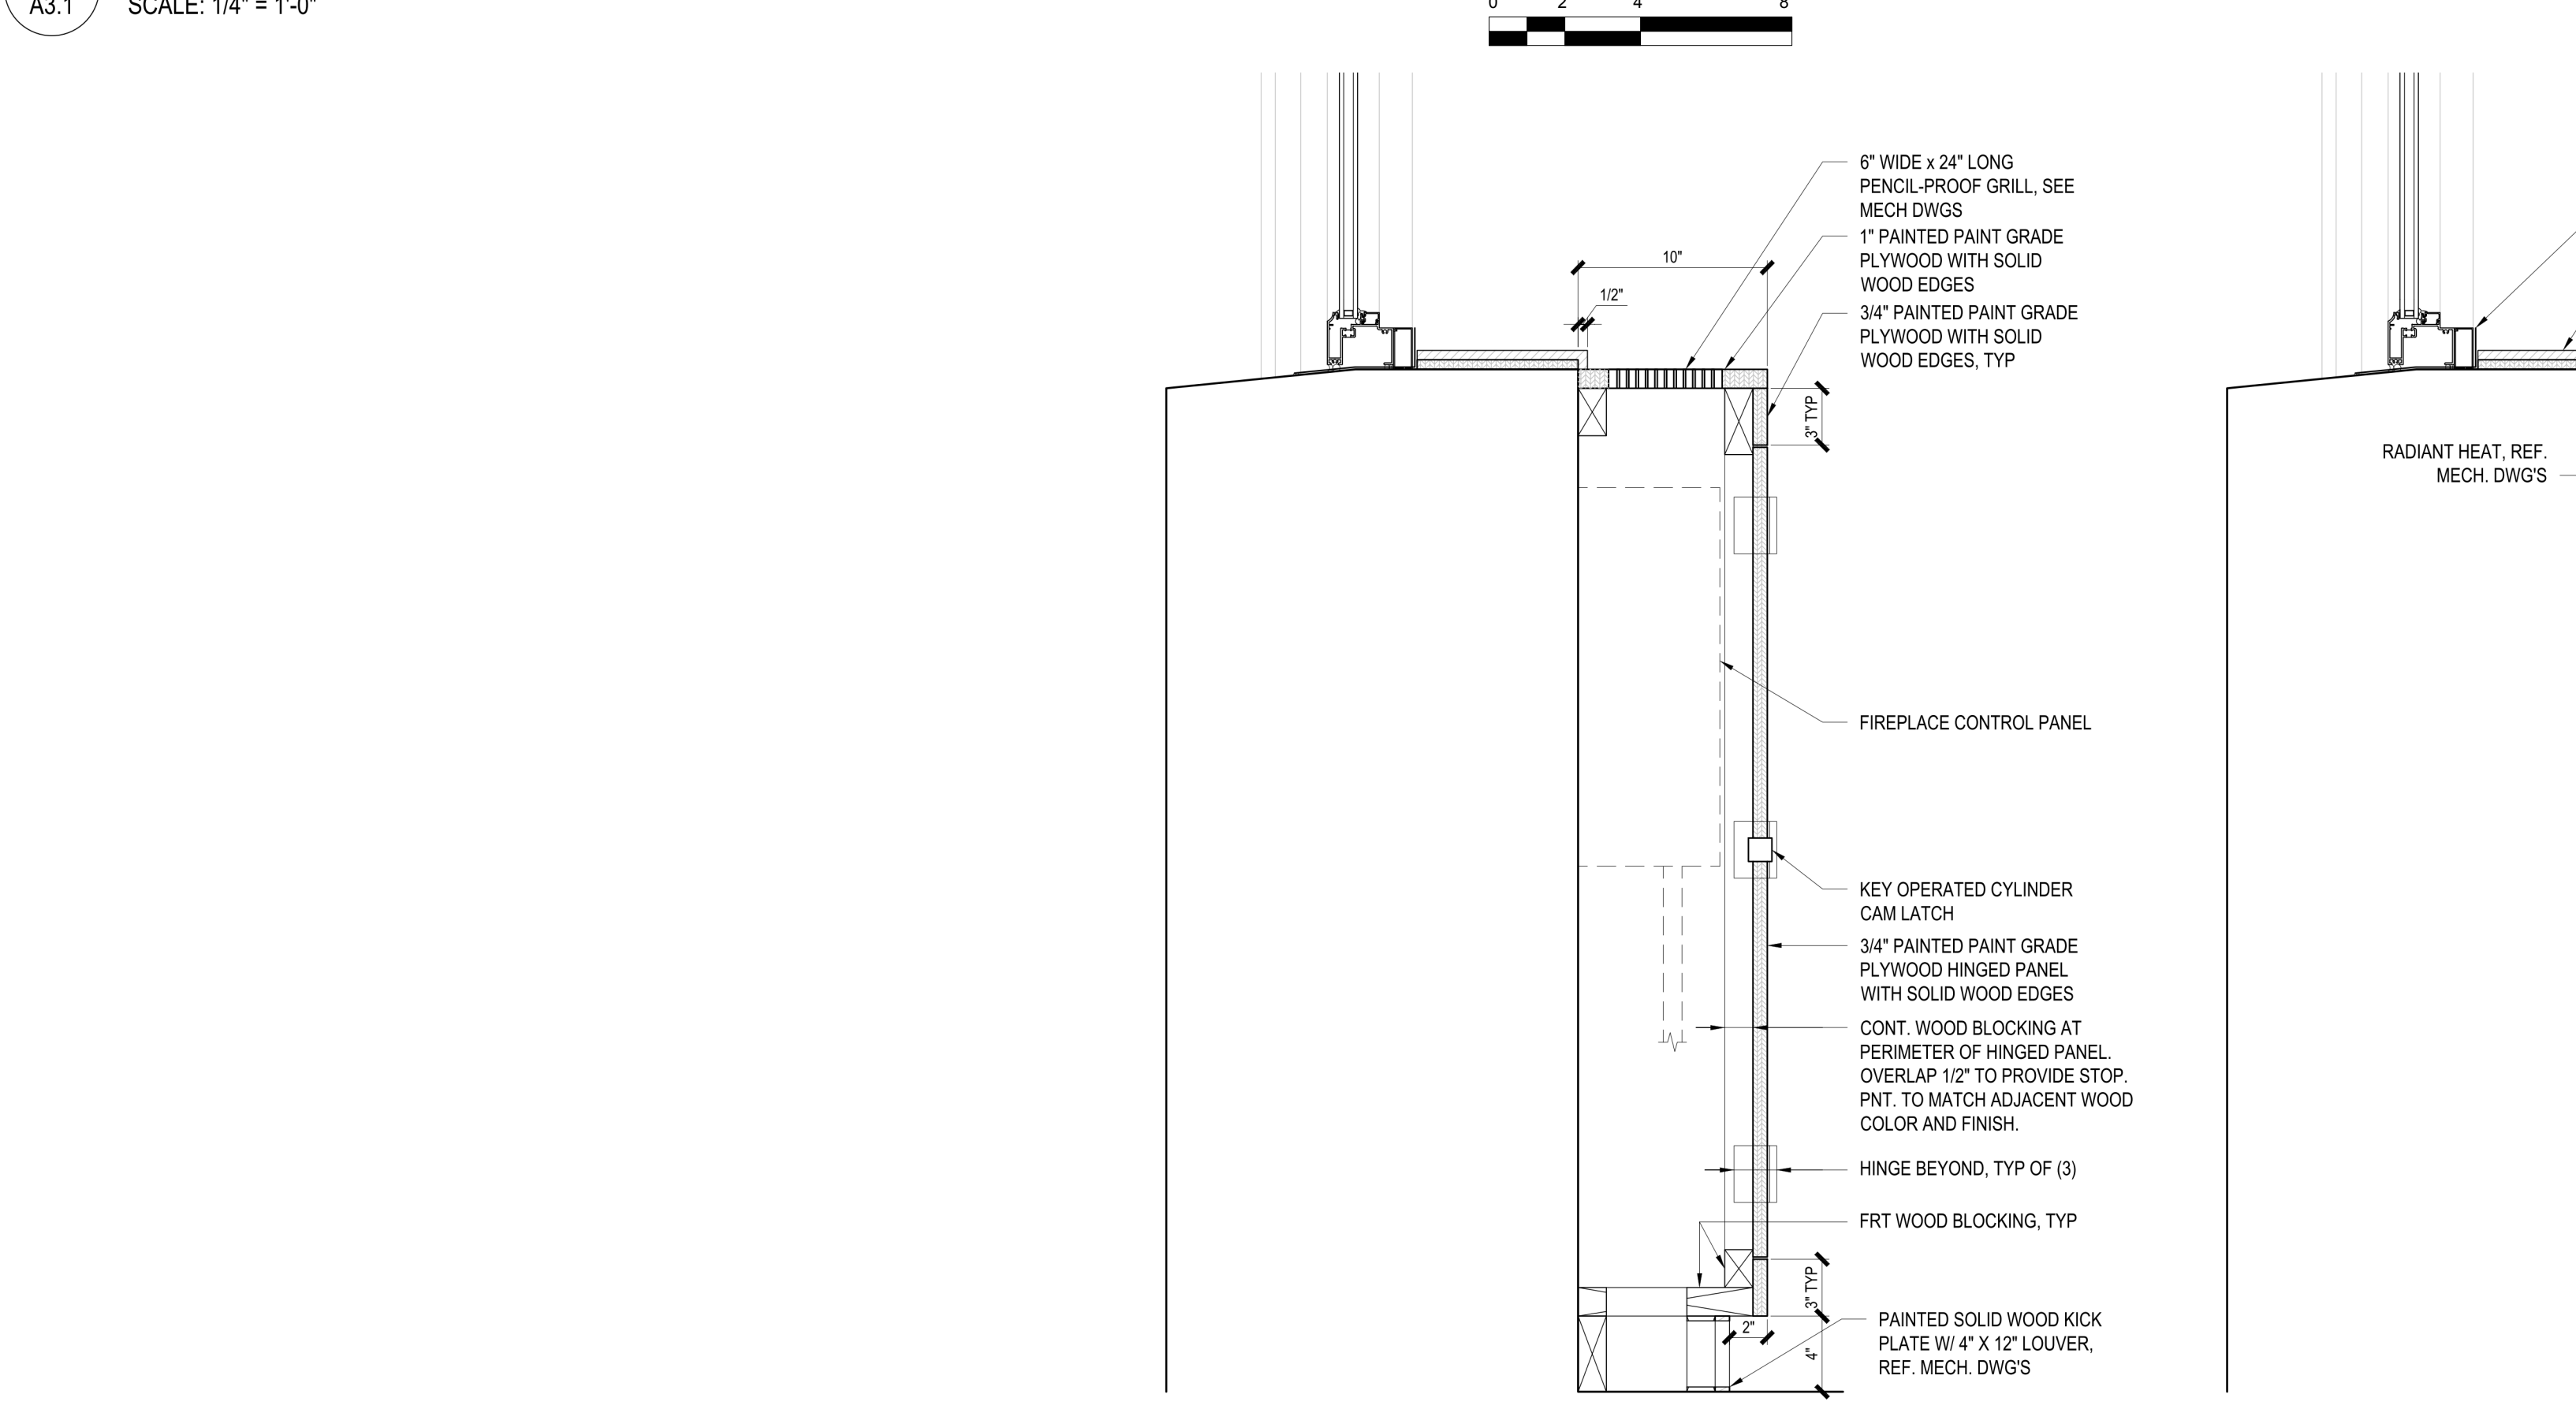 A3.1
SCALE: 1/4" = 1'-0"
0 2 4 8
6" WIDE x 24" LONG
PENCIL-PROOF GRILL, SEE
MECH DWGS
1" PAINTED PAINT GRADE
PLYWOOD WITH SOLID
WOOD EDGES
3/4" PAINTED PAINT GRADE
PLYWOOD WITH SOLID
WOOD EDGES, TYP
10"
1/2"
3" TYP
RADIANT HEAT, REF.
MECH. DWG'S
FIREPLACE CONTROL PANEL
KEY OPERATED CYLINDER
CAM LATCH
3/4" PAINTED PAINT GRADE
PLYWOOD HINGED PANEL
WITH SOLID WOOD EDGES
CONT. WOOD BLOCKING AT
PERIMETER OF HINGED PANEL.
OVERLAP 1/2" TO PROVIDE STOP.
PNT. TO MATCH ADJACENT WOOD
COLOR AND FINISH.
HINGE BEYOND, TYP OF (3)
FRT WOOD BLOCKING, TYP
3" TYP
2"
4"
PAINTED SOLID WOOD KICK
PLATE W/ 4" X 12" LOUVER,
REF. MECH. DWG'S